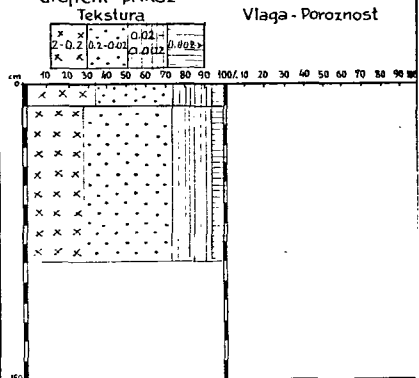 Grafički prikaz
Tekstura Vlaga - Poroznost
2-0.2 0.2-0.02 0.02-0.002 0.002>
cm 10 20 30 40 50 60 70 80 90 100% 10 20 30 40 50 60 70 80 90 100
0
150